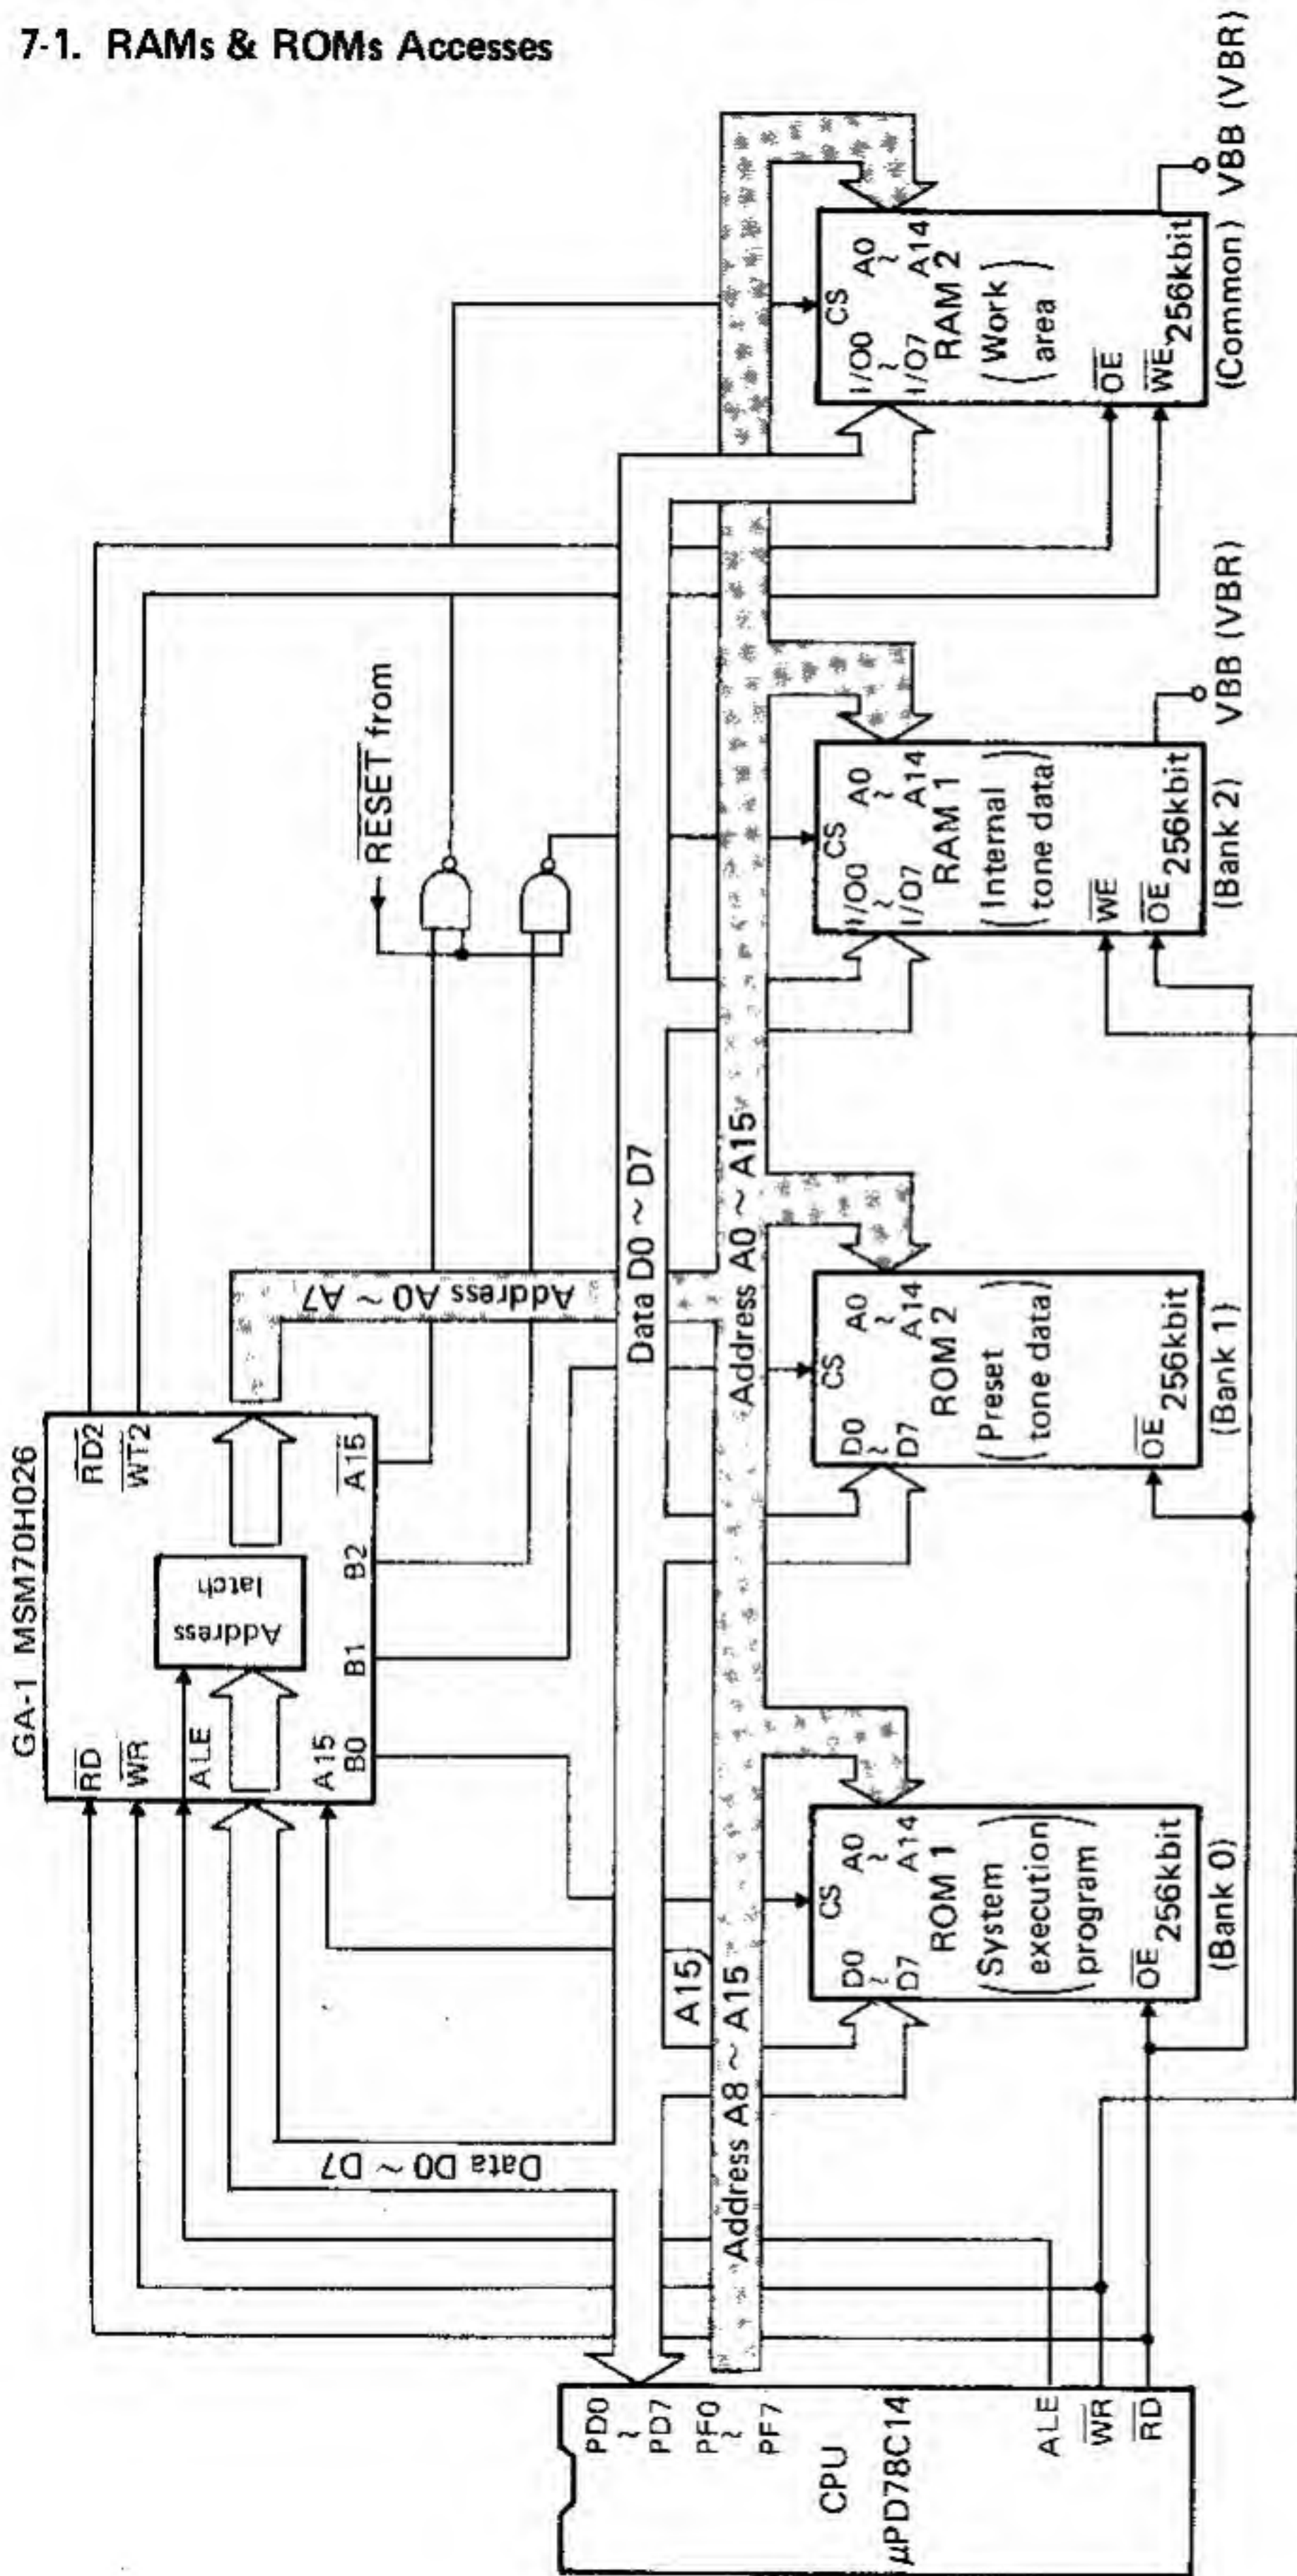 7-1. RAMs & ROMs Accesses
GA-1 MSM70H026
RD
WR
ALE
A15
B0
B1
B2
A15
RD2
WT2
Address
latch
Data D0 ~ D7
Address A0 ~ A7
RESET from
Data D0 ~ D7
A15
Address A8 ~ A15
Address A0 ~ A15
CPU
μPD78C14
PD0
~
PD7
PF0
~
PF7
ALE
WR
RD
CS
D0 A0
~ ~
D7 A14
ROM 1
(System
execution
program)
OE
256kbit
(Bank 0)
CS
D0 A0
~ ~
D7 A14
ROM 2
(Preset
tone data)
OE
256kbit
(Bank 1)
CS
I/O0 A0
~ ~
I/O7 A14
RAM 1
(Internal
tone data)
WE
OE
256kbit
(Bank 2)
VBB (VBR)
CS
I/O0 A0
~ ~
I/O7 A14
RAM 2
(Work
area)
OE
WE
256kbit
(Common)
VBB (VBR)